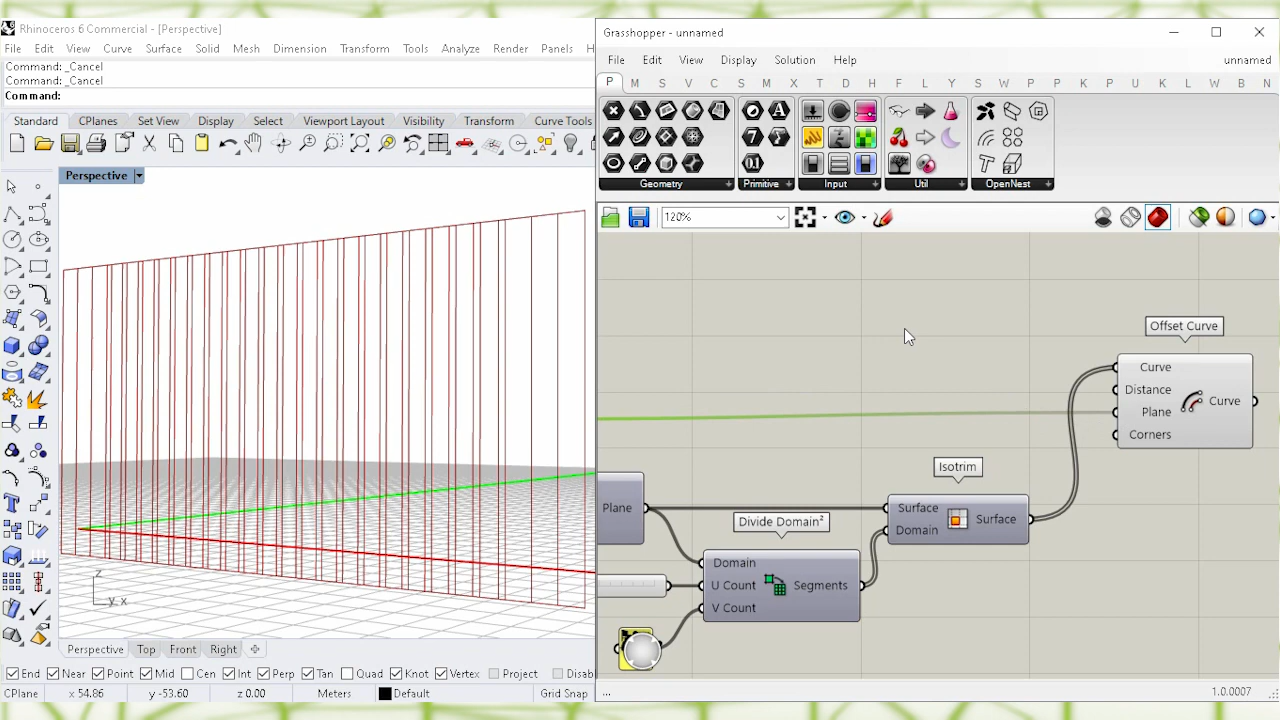 Rhinoceros 6 Commercial - [Perspective]
File Edit View Curve Surface Solid Mesh Dimension Transform Tools Analyze Render Panels
Command: _Cancel
Command: _Cancel
Command:
Standard CPlanes Set View Display Select Viewport Layout Visibility Transform Curve Tools
Perspective
z
y x
Perspective Top Front Right
End Near Point Mid Cen Int Perp Tan Quad Knot Vertex Project Disab
CPlane x 54.86 y -53.60 z 0.00 Meters Default Grid Snap
Grasshopper - unnamed
File Edit View Display Solution Help unnamed
P M S V C S M X T D H F L Y S W P K P U K L W B N
Geometry Primitive Input Util OpenNest
120%
Offset Curve
Curve
Distance
Plane
Corners
Curve
Isotrim
Surface
Domain
Surface
Plane
Divide Domain²
Domain
U Count
V Count
Segments
...
1.0.0007